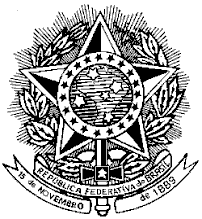 REPÚBLICA FEDERATIVA do BRASIL
15 de NOVEMBRO
de 1889